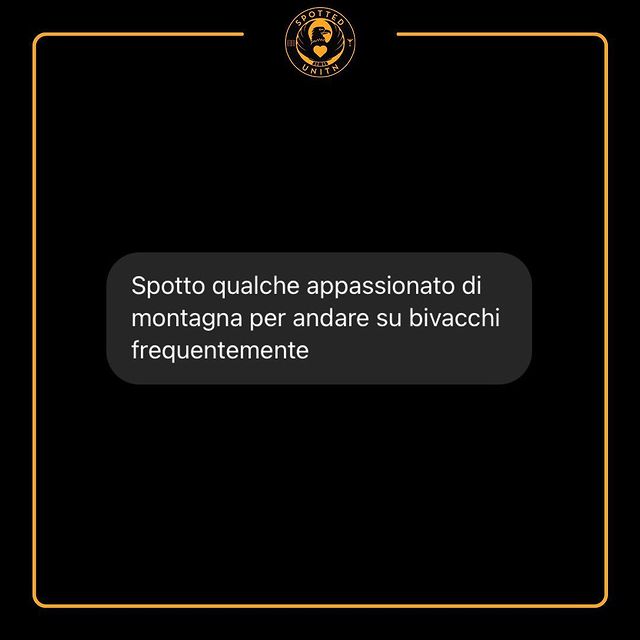 SPOTTED
UNITN
Spotto qualche appassionato di
montagna per andare su bivacchi
frequentemente